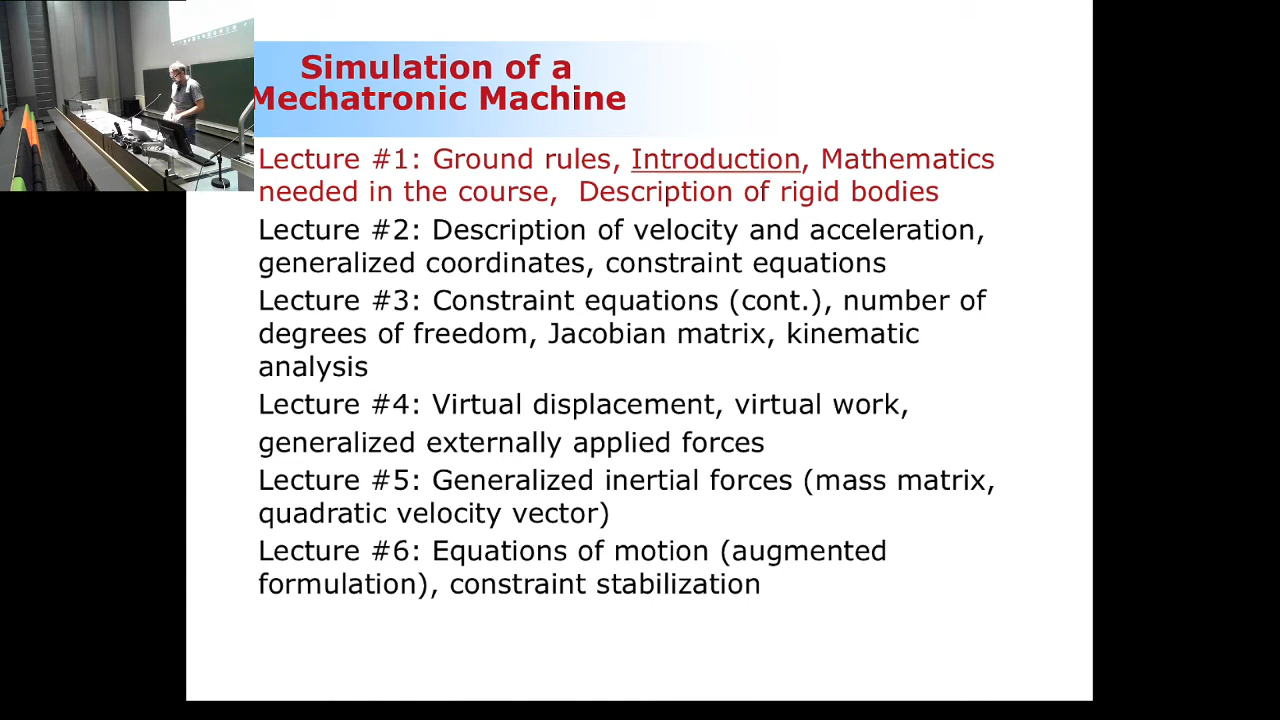 Simulation of a
Mechatronic Machine
Lecture #1: Ground rules, Introduction, Mathematics
needed in the course,  Description of rigid bodies
Lecture #2: Description of velocity and acceleration,
generalized coordinates, constraint equations
Lecture #3: Constraint equations (cont.), number of
degrees of freedom, Jacobian matrix, kinematic
analysis
Lecture #4: Virtual displacement, virtual work,
generalized externally applied forces
Lecture #5: Generalized inertial forces (mass matrix,
quadratic velocity vector)
Lecture #6: Equations of motion (augmented
formulation), constraint stabilization